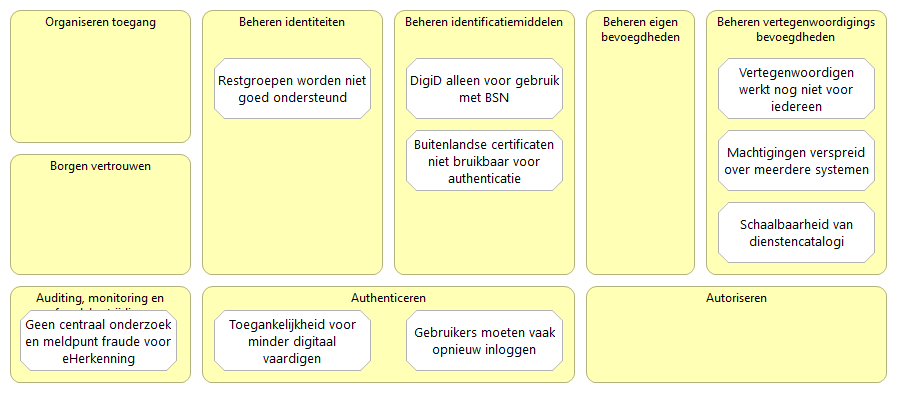 Organiseren toegang
Borgen vertrouwen
Beheren identiteiten
Restgroepen worden niet
goed ondersteund
Beheren identificatiemiddelen
DigiD alleen voor gebruik
met BSN
Buitenlandse certificaten
niet bruikbaar voor
authenticatie
Beheren eigen
bevoegdheden
Beheren vertegenwoordigings
bevoegdheden
Vertegenwoordigen
werkt nog niet voor
iedereen
Machtigingen verspreid
over meerdere systemen
Schaalbaarheid van
dienstencatalogi
Auditing, monitoring en
Geen centraal onderzoek
en meldpunt fraude voor
eHerkenning
Authenticeren
Toegankelijkheid voor
minder digitaal
vaardigen
Gebruikers moeten vaak
opnieuw inloggen
Autoriseren